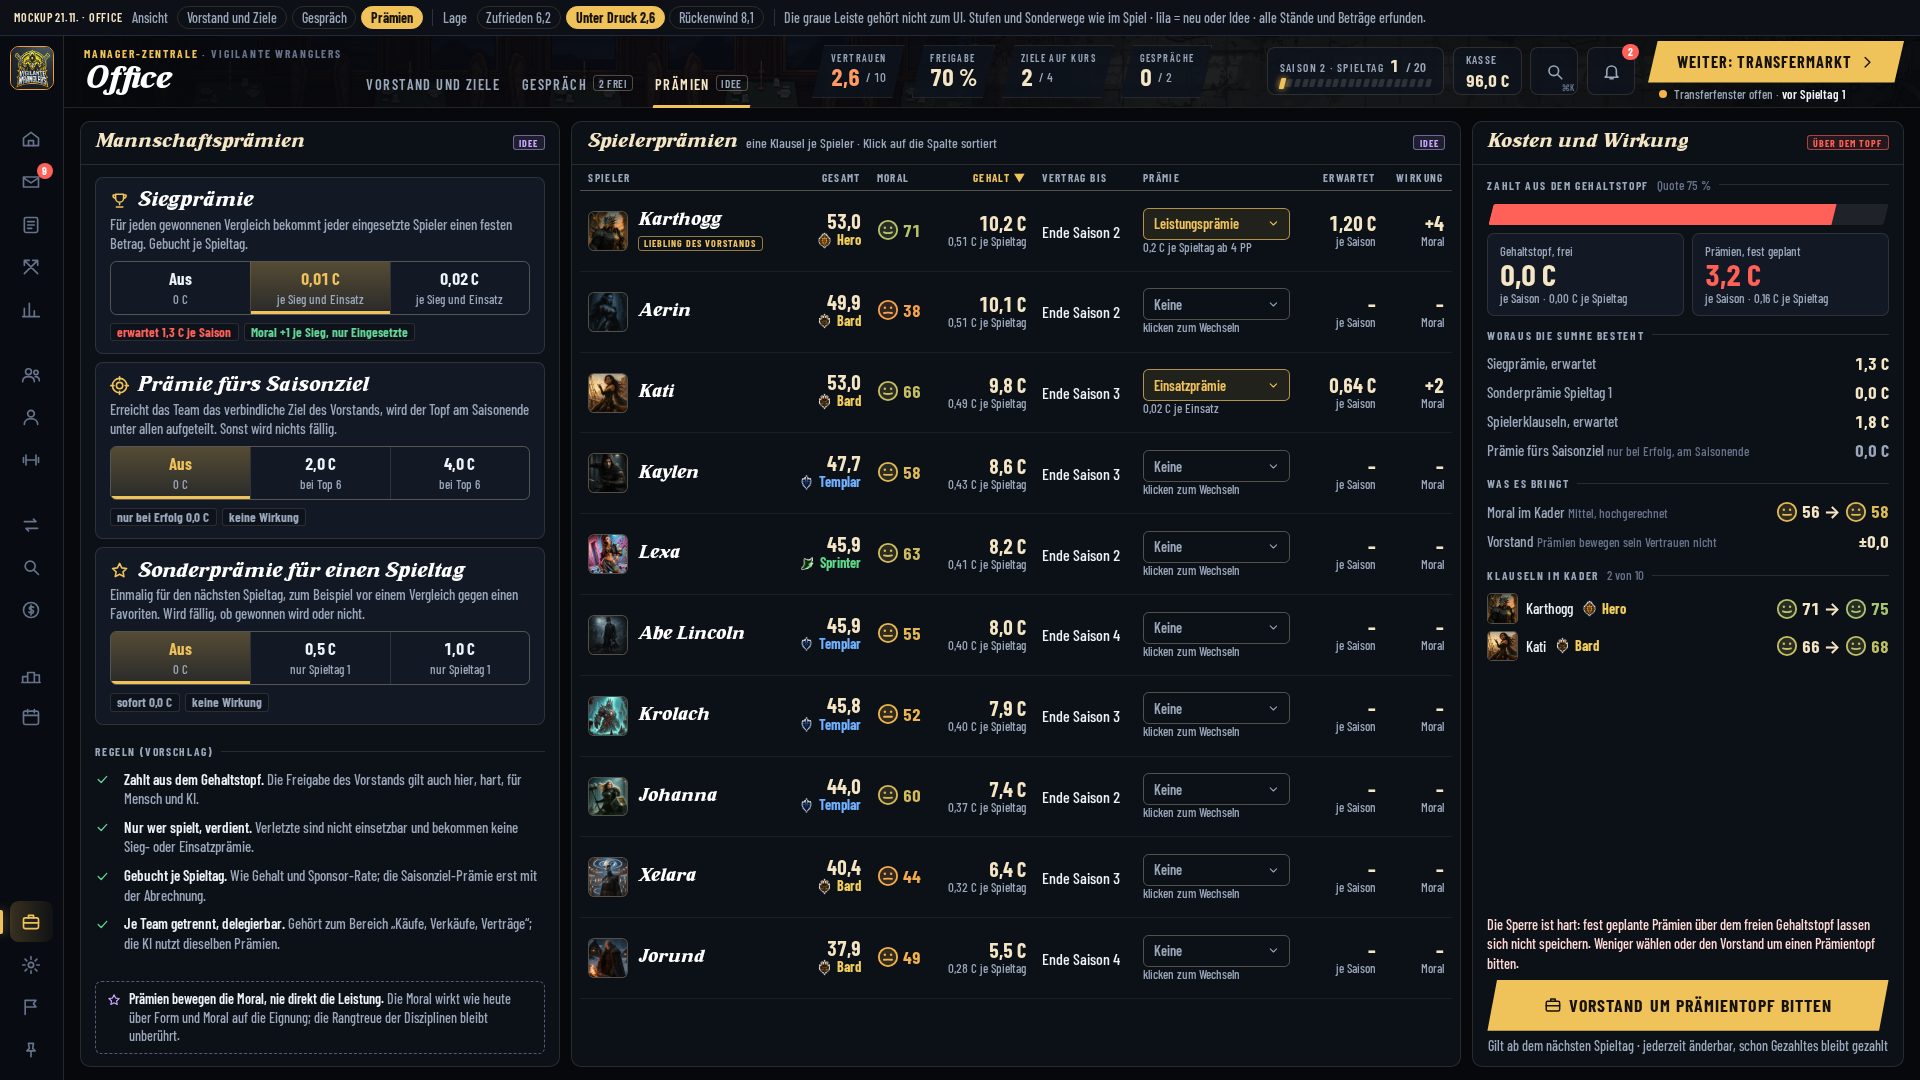 MOCKUP 21.11. · OFFICE Ansicht Vorstand und Ziele Gespräch Prämien Lage Zufrieden 6,2 Unter Druck 2,6 Rückenwind 8,1 Die graue Leiste gehört nicht zum UI. Stufen und Sonderwege wie im Spiel · lila = neu oder Idee · alle Stände und Beträge erfunden.
MANAGER-ZENTRALE · VIGILANTE WRANGLERS
Office
VORSTAND UND ZIELE GESPRÄCH 2 FREI PRÄMIEN IDEE
VERTRAUEN
2,6 / 10
FREIGABE
70 %
ZIELE AUF KURS
2 / 4
GESPRÄCHE
0 / 2
SAISON 2 · SPIELTAG 1 / 20
KASSE
96,0 C
⌘K
2
WEITER: TRANSFERMARKT
Transferfenster offen · vor Spieltag 1
9
Mannschaftsprämien IDEE
Siegprämie
Für jeden gewonnenen Vergleich bekommt jeder eingesetzte Spieler einen festen
Betrag. Gebucht je Spieltag.
Aus 0,01 C 0,02 C
0 C je Sieg und Einsatz je Sieg und Einsatz
erwartet 1,3 C je Saison Moral +1 je Sieg, nur Eingesetzte
Prämie fürs Saisonziel
Erreicht das Team das verbindliche Ziel des Vorstands, wird der Topf am Saisonende
unter allen aufgeteilt. Sonst wird nichts fällig.
Aus 2,0 C 4,0 C
0 C bei Top 6 bei Top 6
nur bei Erfolg 0,0 C keine Wirkung
Sonderprämie für einen Spieltag
Einmalig für den nächsten Spieltag, zum Beispiel vor einem Vergleich gegen einen
Favoriten. Wird fällig, ob gewonnen wird oder nicht.
Aus 0,5 C 1,0 C
0 C nur Spieltag 1 nur Spieltag 1
sofort 0,0 C keine Wirkung
REGELN (VORSCHLAG)
Zahlt aus dem Gehaltstopf. Die Freigabe des Vorstands gilt auch hier, hart, für
Mensch und KI.
Nur wer spielt, verdient. Verletzte sind nicht einsetzbar und bekommen keine
Sieg- oder Einsatzprämie.
Gebucht je Spieltag. Wie Gehalt und Sponsor-Rate; die Saisonziel-Prämie erst mit
der Abrechnung.
Je Team getrennt, delegierbar. Gehört zum Bereich „Käufe, Verkäufe, Verträge“;
die KI nutzt dieselben Prämien.
Prämien bewegen die Moral, nie direkt die Leistung. Die Moral wirkt wie heute
über Form und Moral auf die Eignung; die Rangtreue der Disziplinen bleibt
unberührt.
Spielerprämien eine Klausel je Spieler · Klick auf die Spalte sortiert IDEE
SPIELER GESAMT MORAL GEHALT ▼ VERTRAG BIS PRÄMIE ERWARTET WIRKUNG
Karthogg 53,0 71 10,2 C Ende Saison 2 Leistungsprämie 1,20 C +4
LIEBLING DES VORSTANDS Hero 0,51 C je Spieltag 0,2 C je Spieltag ab 4 PP je Saison Moral
Aerin 49,9 38 10,1 C Ende Saison 2 Keine – –
Bard 0,51 C je Spieltag klicken zum Wechseln je Saison Moral
Kati 53,0 66 9,8 C Ende Saison 3 Einsatzprämie 0,64 C +2
Bard 0,49 C je Spieltag 0,02 C je Einsatz je Saison Moral
Kaylen 47,7 58 8,6 C Ende Saison 3 Keine – –
Templar 0,43 C je Spieltag klicken zum Wechseln je Saison Moral
Lexa 45,9 63 8,2 C Ende Saison 2 Keine – –
Sprinter 0,41 C je Spieltag klicken zum Wechseln je Saison Moral
Abe Lincoln 45,9 55 8,0 C Ende Saison 4 Keine – –
Templar 0,40 C je Spieltag klicken zum Wechseln je Saison Moral
Krolach 45,8 52 7,9 C Ende Saison 3 Keine – –
Templar 0,40 C je Spieltag klicken zum Wechseln je Saison Moral
Johanna 44,0 60 7,4 C Ende Saison 2 Keine – –
Templar 0,37 C je Spieltag klicken zum Wechseln je Saison Moral
Xelara 40,4 44 6,4 C Ende Saison 3 Keine – –
Bard 0,32 C je Spieltag klicken zum Wechseln je Saison Moral
Jorund 37,9 49 5,5 C Ende Saison 4 Keine – –
Bard 0,28 C je Spieltag klicken zum Wechseln je Saison Moral
Kosten und Wirkung ÜBER DEM TOPF
ZAHLT AUS DEM GEHALTSTOPF Quote 75 %
Gehaltstopf, frei
0,0 C
je Saison · 0,00 C je Spieltag
Prämien, fest geplant
3,2 C
je Saison · 0,16 C je Spieltag
WORAUS DIE SUMME BESTEHT
Siegprämie, erwartet 1,3 C
Sonderprämie Spieltag 1 0,0 C
Spielerklauseln, erwartet 1,8 C
Prämie fürs Saisonziel nur bei Erfolg, am Saisonende 0,0 C
WAS ES BRINGT
Moral im Kader Mittel, hochgerechnet 56 → 58
Vorstand Prämien bewegen sein Vertrauen nicht ±0,0
KLAUSELN IM KADER 2 von 10
Karthogg Hero 71 → 75
Kati Bard 66 → 68
Die Sperre ist hart: fest geplante Prämien über dem freien Gehaltstopf lassen
sich nicht speichern. Weniger wählen oder den Vorstand um einen Prämientopf
bitten.
VORSTAND UM PRÄMIENTOPF BITTEN
Gilt ab dem nächsten Spieltag · jederzeit änderbar, schon Gezahltes bleibt gezahlt